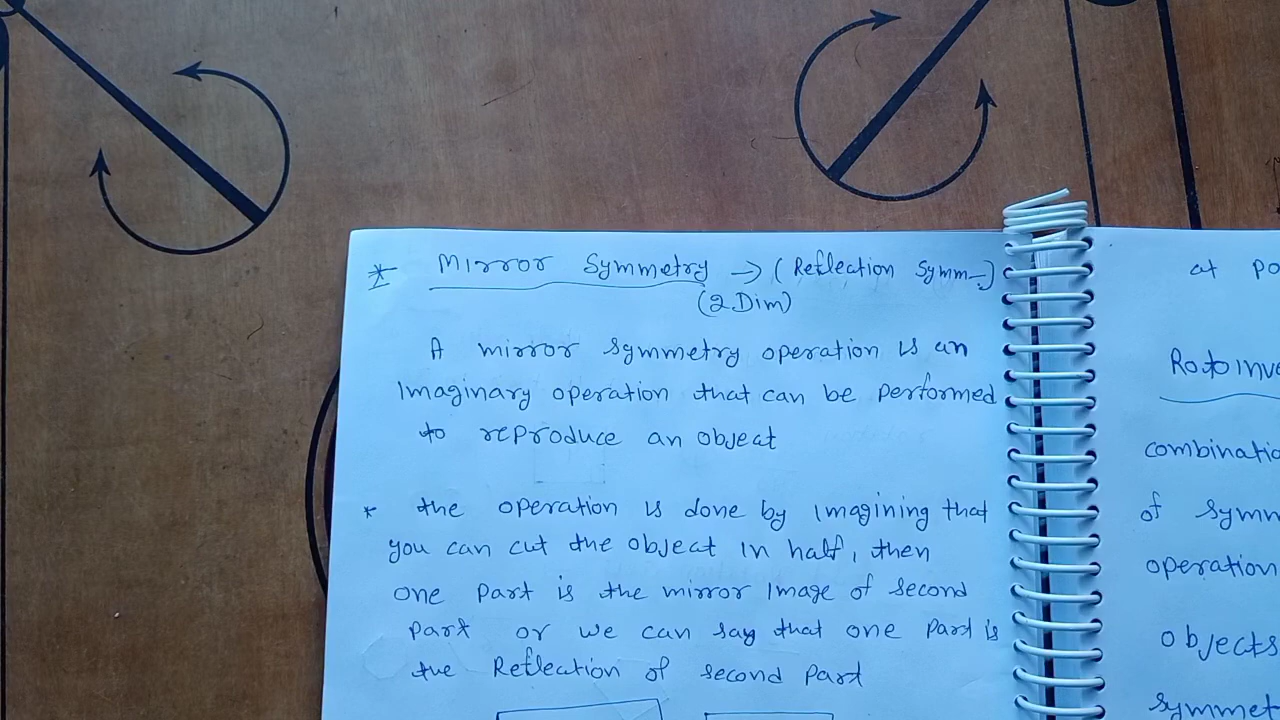 * Mirror Symmetry → (Reflection Symm-)
(2 Dim)
A mirror symmetry operation is an
Imaginary operation that can be performed
to reproduce an object
* the operation is done by imagining that
you can cut the object in half, then
one part is the mirror Image of second
part or we can say that one part is
the Reflection of second part
at po
Rotoinve
combinatio
of symm
operation
objects
symmet